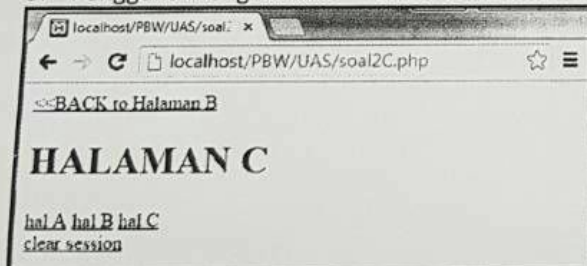 localhost/PBW/UAS/soal. ×
localhost/PBW/UAS/soal2C.php
<<BACK to Halaman B
HALAMAN C
hal A hal B hal C
clear session